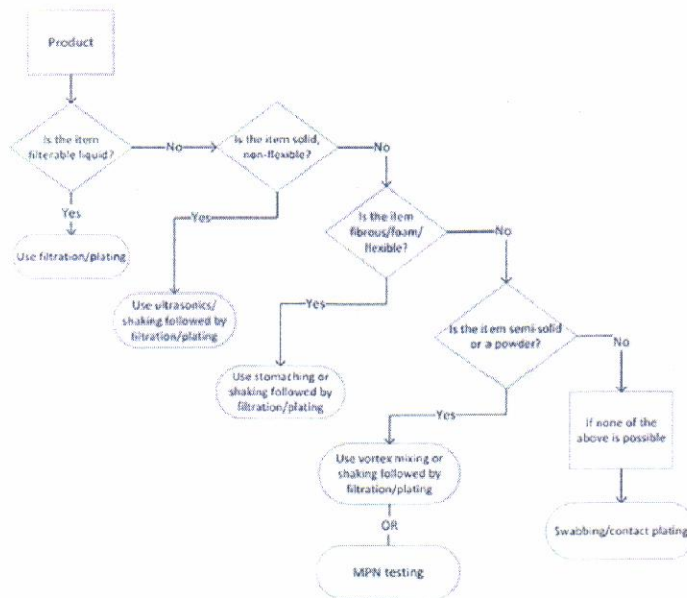 Product
Is the item
filterable liquid?
No
Is the item solid,
non-flexible?
No
Yes
Use filtration/plating
Yes
Use ultrasonics/
shaking followed by
filtration/plating
Is the item
fibrous/foam/
flexible?
No
Yes
Use stomaching or
shaking followed by
filtration/plating
Is the item semi-solid
or a powder?
No
Yes
Use vortex mixing or
shaking followed by
filtration/plating
OR
MPN testing
If none of the
above is possible
Swabbing/contact plating